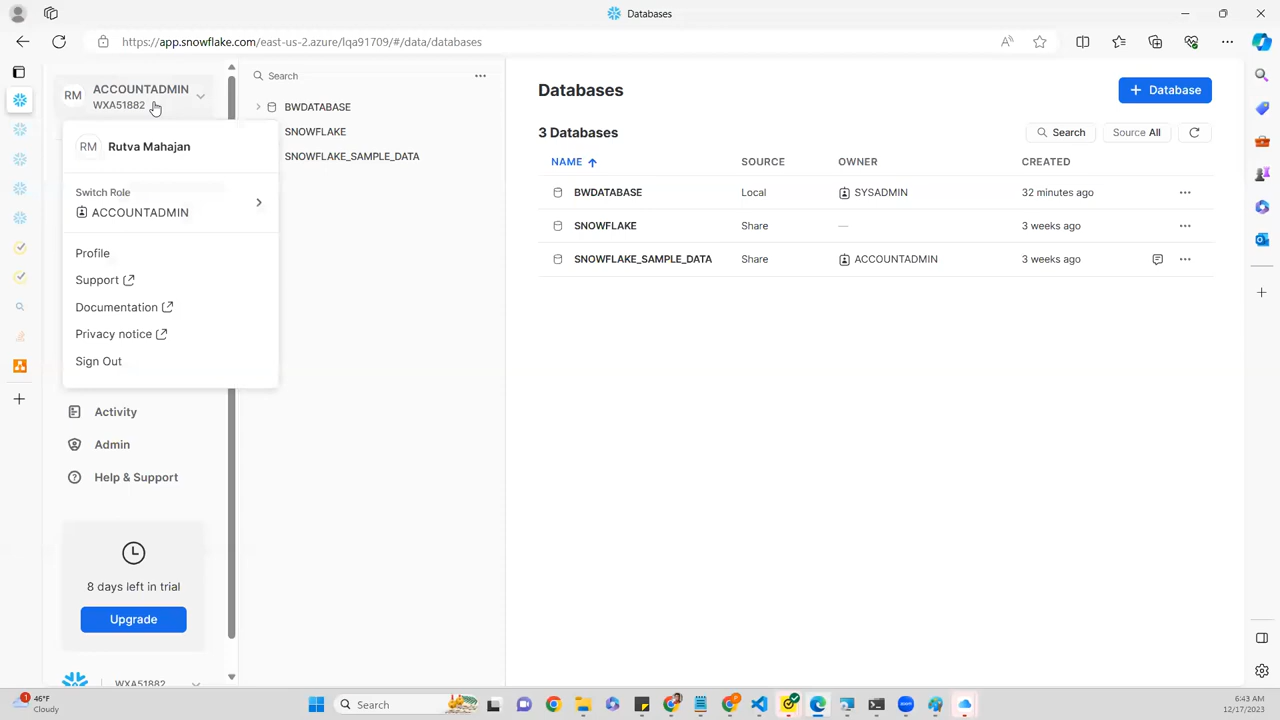 Databases
https://app.snowflake.com/east-us-2.azure/lqa91709/#/data/databases
RM
ACCOUNTADMIN
WXA51882
RM
Rutva Mahajan
Switch Role
ACCOUNTADMIN
Profile
Support
Documentation
Privacy notice
Sign Out
Activity
Admin
Help & Support
8 days left in trial
Upgrade
WXA51882
Search
BWDATABASE
SNOWFLAKE
SNOWFLAKE_SAMPLE_DATA
Databases
+ Database
3 Databases
Search
Source All
NAME SOURCE OWNER CREATED
BWDATABASE Local SYSADMIN 32 minutes ago
SNOWFLAKE Share — 3 weeks ago
SNOWFLAKE_SAMPLE_DATA Share ACCOUNTADMIN 3 weeks ago
1
46°F
Cloudy
Search
6:43 AM
12/17/2023